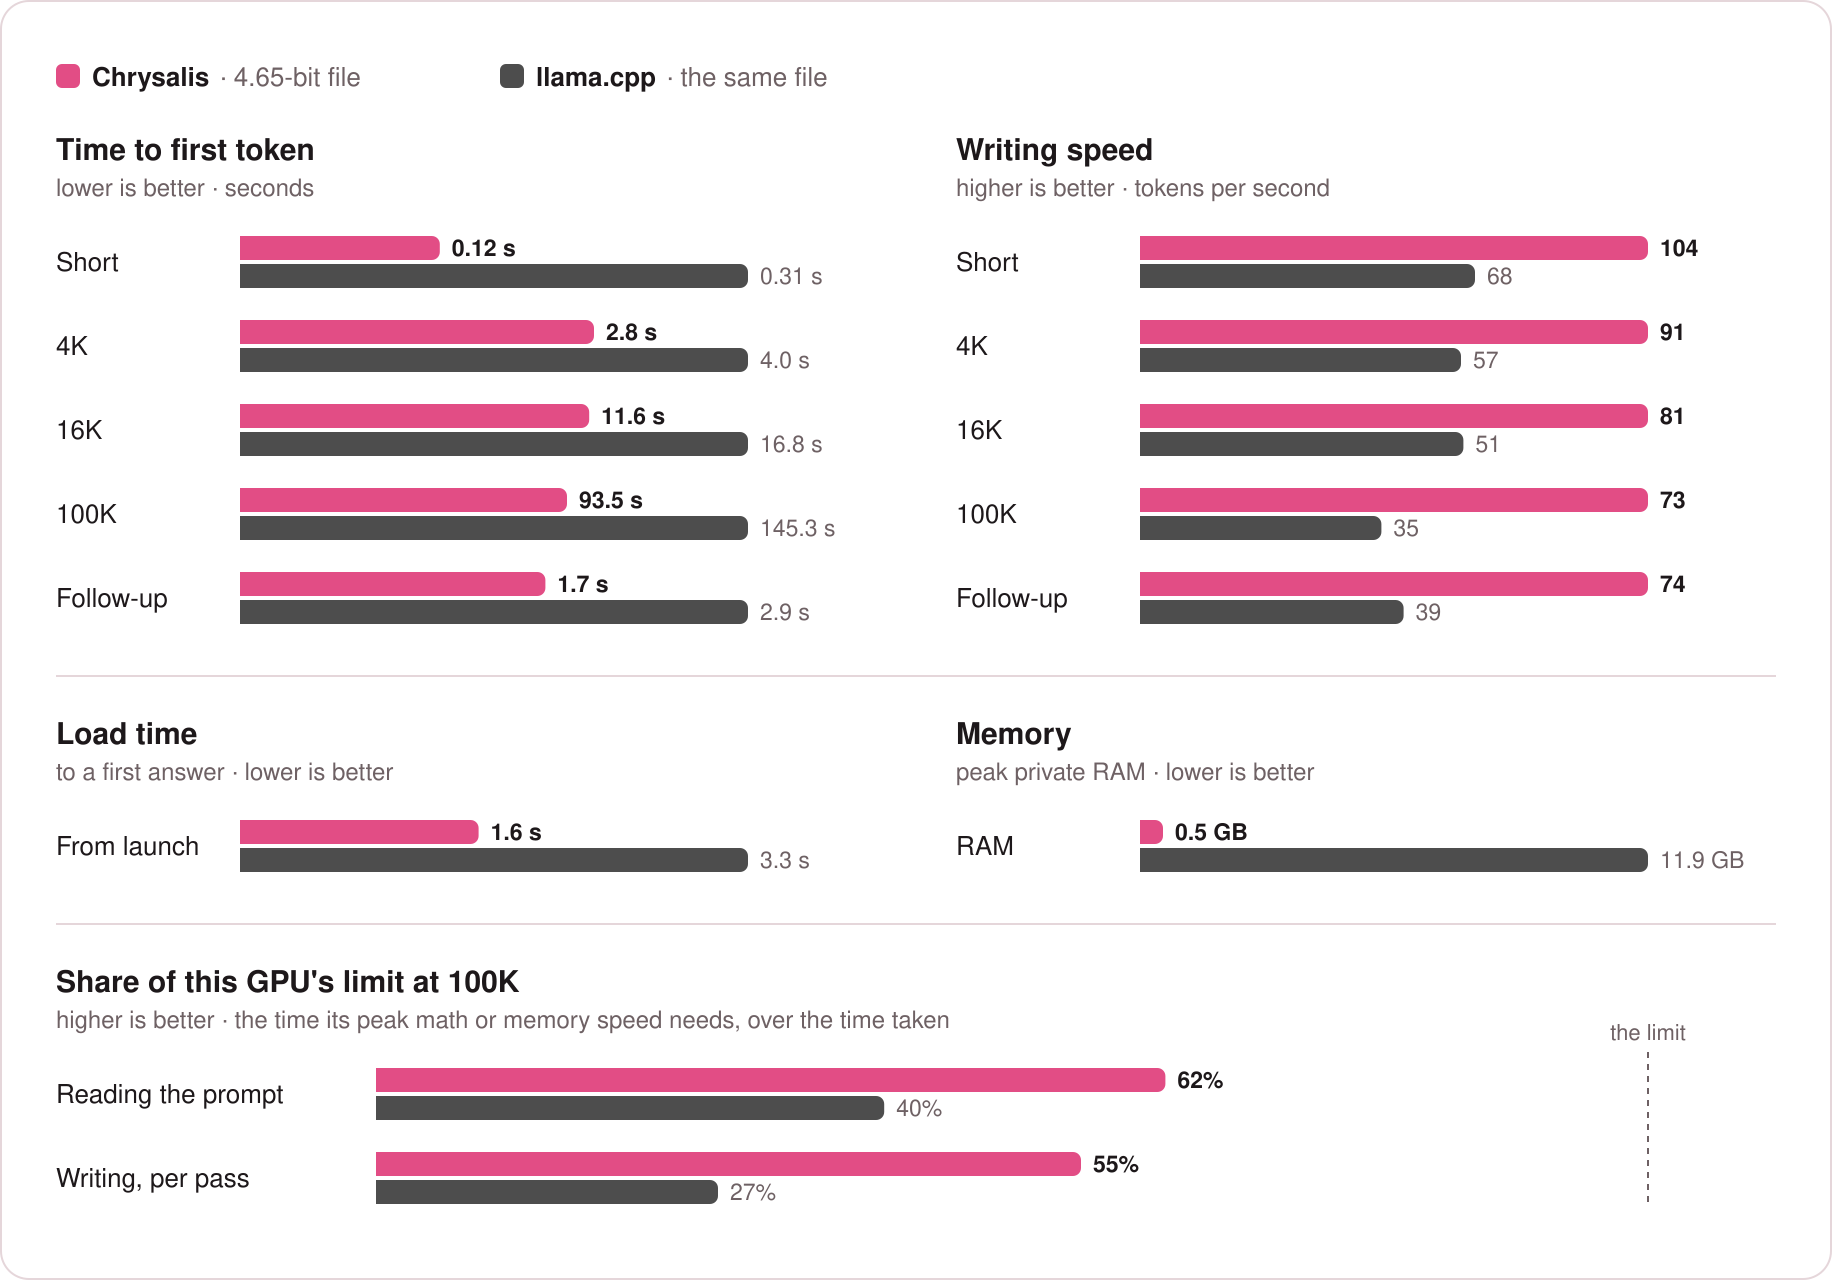 Chrysalis · 4.65-bit file
llama.cpp · the same file
Time to first token
lower is better · seconds
Short
0.12 s
0.31 s
4K
2.8 s
4.0 s
16K
11.6 s
16.8 s
100K
93.5 s
145.3 s
Follow-up
1.7 s
2.9 s
Writing speed
higher is better · tokens per second
Short
104
68
4K
91
57
16K
81
51
100K
73
35
Follow-up
74
39
Load time
to a first answer · lower is better
From launch
1.6 s
3.3 s
Memory
peak private RAM · lower is better
RAM
0.5 GB
11.9 GB
Share of this GPU's limit at 100K
higher is better · the time its peak math or memory speed needs, over the time taken
the limit
Reading the prompt
62%
40%
Writing, per pass
55%
27%